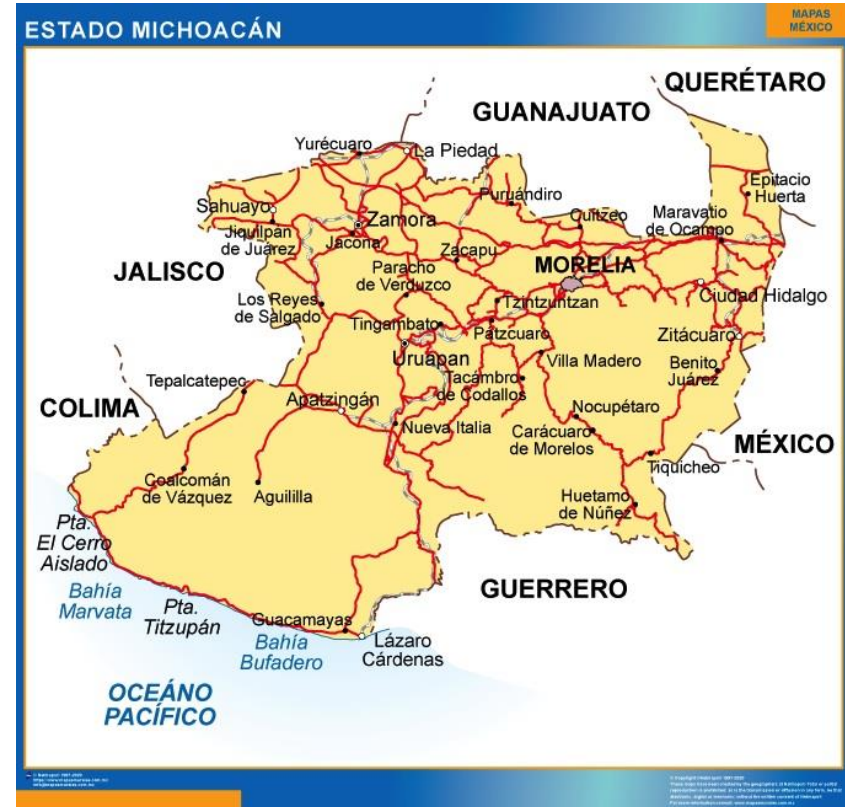 MAPAS
MÉXICO
ESTADO MICHOACÁN
QUERÉTARO
GUANAJUATO
Yurécuaro
La Piedad
Epitacio
Huerta
Puruándiro
Sahuayo
Zamora
Cuitzeo
Maravatio
de Ocampo
Jiquilpán
de Juárez
Jacona
Zacapu
JALISCO
Paracho
de Verduzco
MORELIA
Los Reyes
de Salgado
Tzintzuntzan
Ciudad Hidalgo
Tingambato
Patzcuaro
Zitácuaro
Uruapan
Villa Madero
Benito
Juárez
Tepalcatepec
Tacámbro
de Codallos
COLIMA
Apatzingán
Nocupétaro
Nueva Italia
Carácuaro
de Morelos
MÉXICO
Tiquicheo
Coalcomán
de Vázquez
Aguililla
Huetamo
de Núñez
Pta.
El Cerro
Aislado
Bahía
Marvata
Pta.
Titzupán
GUERRERO
Guacamayas
Bahía
Bufadero
Lázaro
Cárdenas
OCEÁNO
PACÍFICO